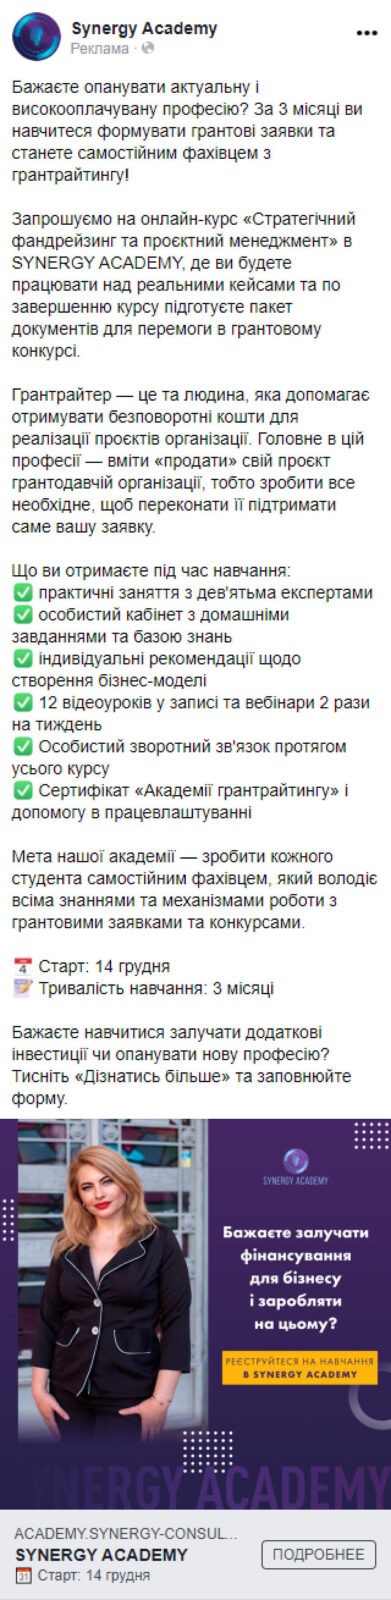 Synergy Academy
Реклама ·
Бажаєте опанувати актуальну і
високооплачувану професію? За 3 місяці ви
навчитеся формувати грантові заявки та
станете самостійним фахівцем з
грантрайтингу!
Запрошуємо на онлайн-курс «Стратегічний
фандрейзинг та проєктний менеджмент» в
SYNERGY ACADEMY, де ви будете
працювати над реальними кейсами та по
завершенню курсу підготуєте пакет
документів для перемоги в грантовому
конкурсі.
Грантрайтер — це та людина, яка допомагає
отримувати безповоротні кошти для
реалізації проєктів організації. Головне в цій
професії — вміти «продати» свій проєкт
грантодавчій організації, тобто зробити все
необхідне, щоб переконати її підтримати
саме вашу заявку.
Що ви отримаєте під час навчання:
✅ практичні заняття з дев'ятьма експертами
✅ особистий кабінет з домашніми
завданнями та базою знань
✅ індивідуальні рекомендації щодо
створення бізнес-моделі
✅ 12 відеоуроків у записі та вебінари 2 рази
на тиждень
✅ Особистий зворотний зв'язок протягом
усього курсу
✅ Сертифікат «Академії грантрайтингу» і
допомогу в працевлаштуванні
Мета нашої академії — зробити кожного
студента самостійним фахівцем, який володіє
всіма знаннями та механізмами роботи з
грантовими заявками та конкурсами.
📆 Старт: 14 грудня
📝 Тривалість навчання: 3 місяці
Бажаєте навчитися залучати додаткові
інвестиції чи опанувати нову професію?
Тисніть «Дізнатись більше» та заповнюйте
форму.
SYNERGY ACADEMY
Бажаєте залучати
фінансування
для бізнесу
і заробляти
на цьому?
РЕЄСТРУЙТЕСЯ НА НАВЧАННЯ
В SYNERGY ACADEMY
SYNERGY ACADEMY
ACADEMY.SYNERGY-CONSUL...
SYNERGY ACADEMY
ПОДРОБНЕЕ
📅 Старт: 14 грудня